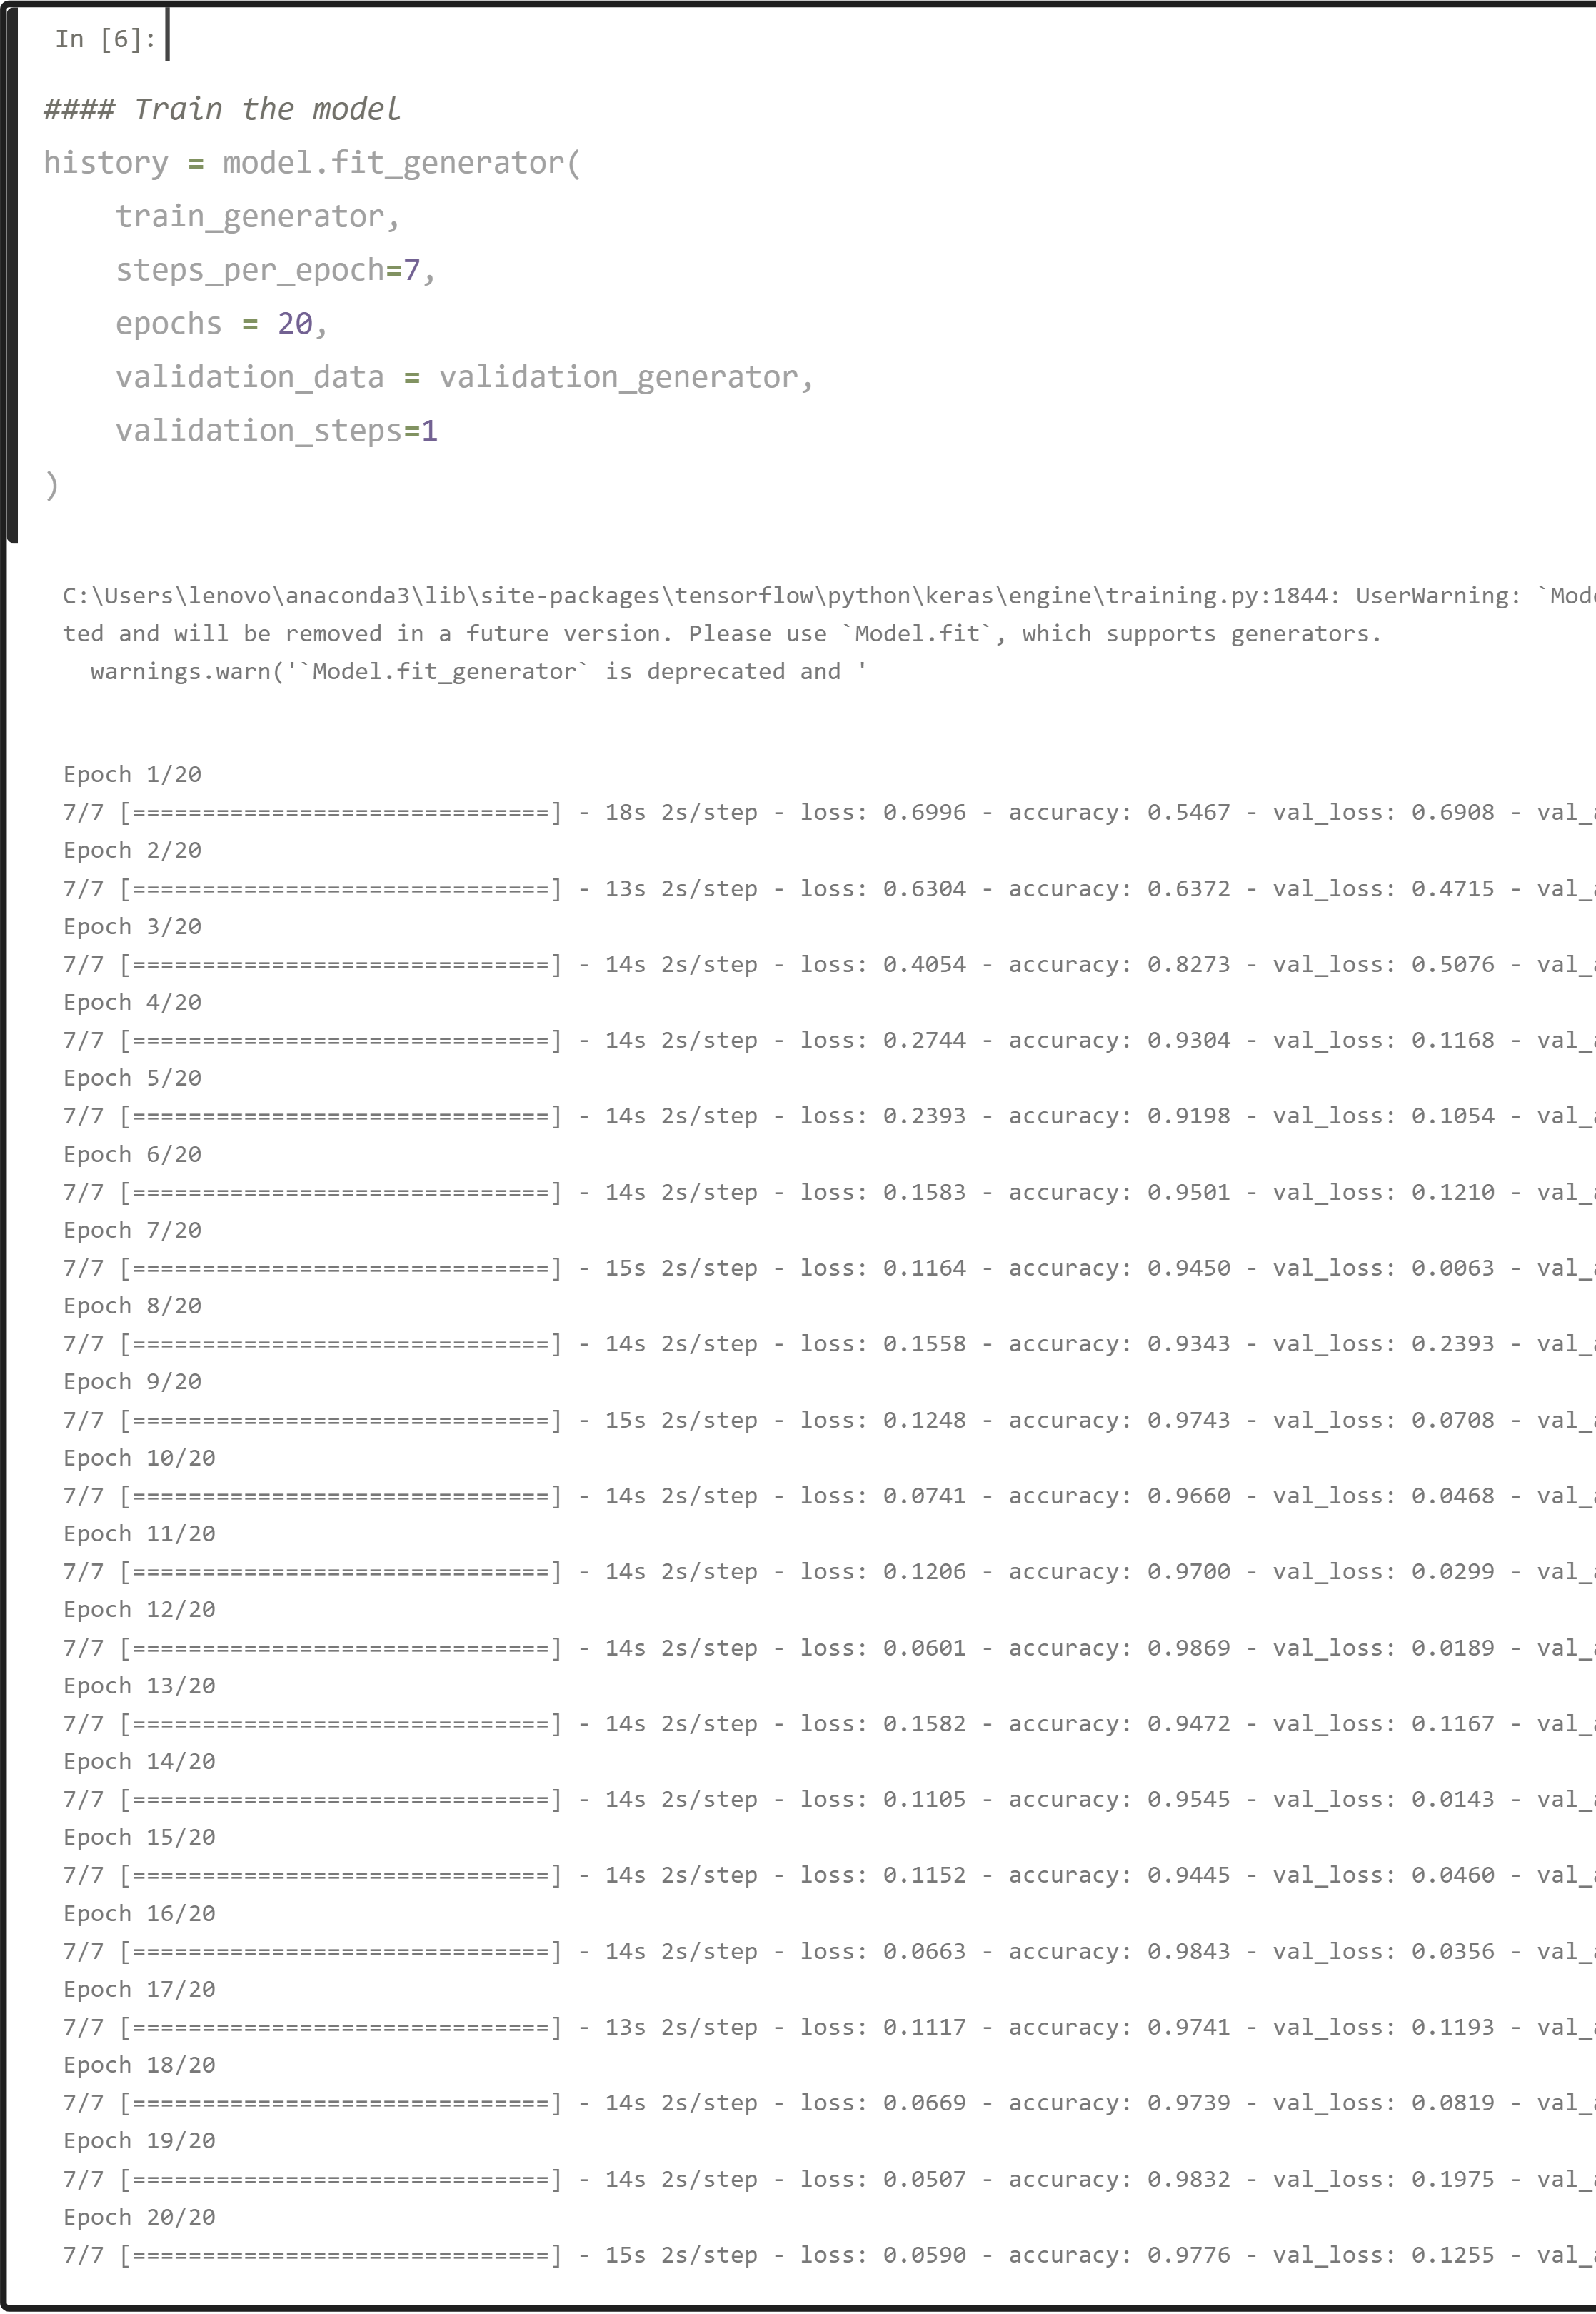 In [6]:
#### Train the model
history = model.fit_generator(
    train_generator,
    steps_per_epoch=7,
    epochs = 20,
    validation_data = validation_generator,
    validation_steps=1
)
C:\Users\lenovo\anaconda3\lib\site-packages\tensorflow\python\keras\engine\training.py:1844: UserWarning: `Mod
ted and will be removed in a future version. Please use `Model.fit`, which supports generators.
  warnings.warn('`Model.fit_generator` is deprecated and '
Epoch 1/20
7/7 [==============================] - 18s 2s/step - loss: 0.6996 - accuracy: 0.5467 - val_loss: 0.6908 - val_
Epoch 2/20
7/7 [==============================] - 13s 2s/step - loss: 0.6304 - accuracy: 0.6372 - val_loss: 0.4715 - val_
Epoch 3/20
7/7 [==============================] - 14s 2s/step - loss: 0.4054 - accuracy: 0.8273 - val_loss: 0.5076 - val_
Epoch 4/20
7/7 [==============================] - 14s 2s/step - loss: 0.2744 - accuracy: 0.9304 - val_loss: 0.1168 - val_
Epoch 5/20
7/7 [==============================] - 14s 2s/step - loss: 0.2393 - accuracy: 0.9198 - val_loss: 0.1054 - val_
Epoch 6/20
7/7 [==============================] - 14s 2s/step - loss: 0.1583 - accuracy: 0.9501 - val_loss: 0.1210 - val_
Epoch 7/20
7/7 [==============================] - 15s 2s/step - loss: 0.1164 - accuracy: 0.9450 - val_loss: 0.0063 - val_
Epoch 8/20
7/7 [==============================] - 14s 2s/step - loss: 0.1558 - accuracy: 0.9343 - val_loss: 0.2393 - val_
Epoch 9/20
7/7 [==============================] - 15s 2s/step - loss: 0.1248 - accuracy: 0.9743 - val_loss: 0.0708 - val_
Epoch 10/20
7/7 [==============================] - 14s 2s/step - loss: 0.0741 - accuracy: 0.9660 - val_loss: 0.0468 - val_
Epoch 11/20
7/7 [==============================] - 14s 2s/step - loss: 0.1206 - accuracy: 0.9700 - val_loss: 0.0299 - val_
Epoch 12/20
7/7 [==============================] - 14s 2s/step - loss: 0.0601 - accuracy: 0.9869 - val_loss: 0.0189 - val_
Epoch 13/20
7/7 [==============================] - 14s 2s/step - loss: 0.1582 - accuracy: 0.9472 - val_loss: 0.1167 - val_
Epoch 14/20
7/7 [==============================] - 14s 2s/step - loss: 0.1105 - accuracy: 0.9545 - val_loss: 0.0143 - val_
Epoch 15/20
7/7 [==============================] - 14s 2s/step - loss: 0.1152 - accuracy: 0.9445 - val_loss: 0.0460 - val_
Epoch 16/20
7/7 [==============================] - 14s 2s/step - loss: 0.0663 - accuracy: 0.9843 - val_loss: 0.0356 - val_
Epoch 17/20
7/7 [==============================] - 13s 2s/step - loss: 0.1117 - accuracy: 0.9741 - val_loss: 0.1193 - val_
Epoch 18/20
7/7 [==============================] - 14s 2s/step - loss: 0.0669 - accuracy: 0.9739 - val_loss: 0.0819 - val_
Epoch 19/20
7/7 [==============================] - 14s 2s/step - loss: 0.0507 - accuracy: 0.9832 - val_loss: 0.1975 - val_
Epoch 20/20
7/7 [==============================] - 15s 2s/step - loss: 0.0590 - accuracy: 0.9776 - val_loss: 0.1255 - val_